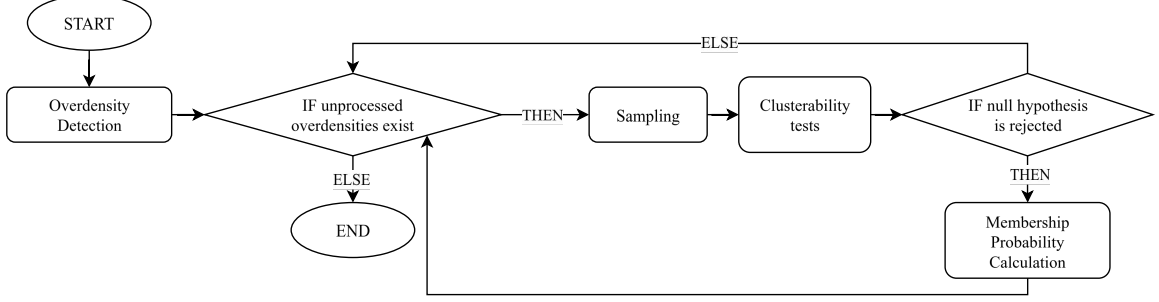 START
ELSE
Overdensity
Detection
IF unprocessed
overdensities exist
THEN
Sampling
Clusterability
tests
IF null hypothesis
is rejected
ELSE
THEN
END
Membership
Probability
Calculation